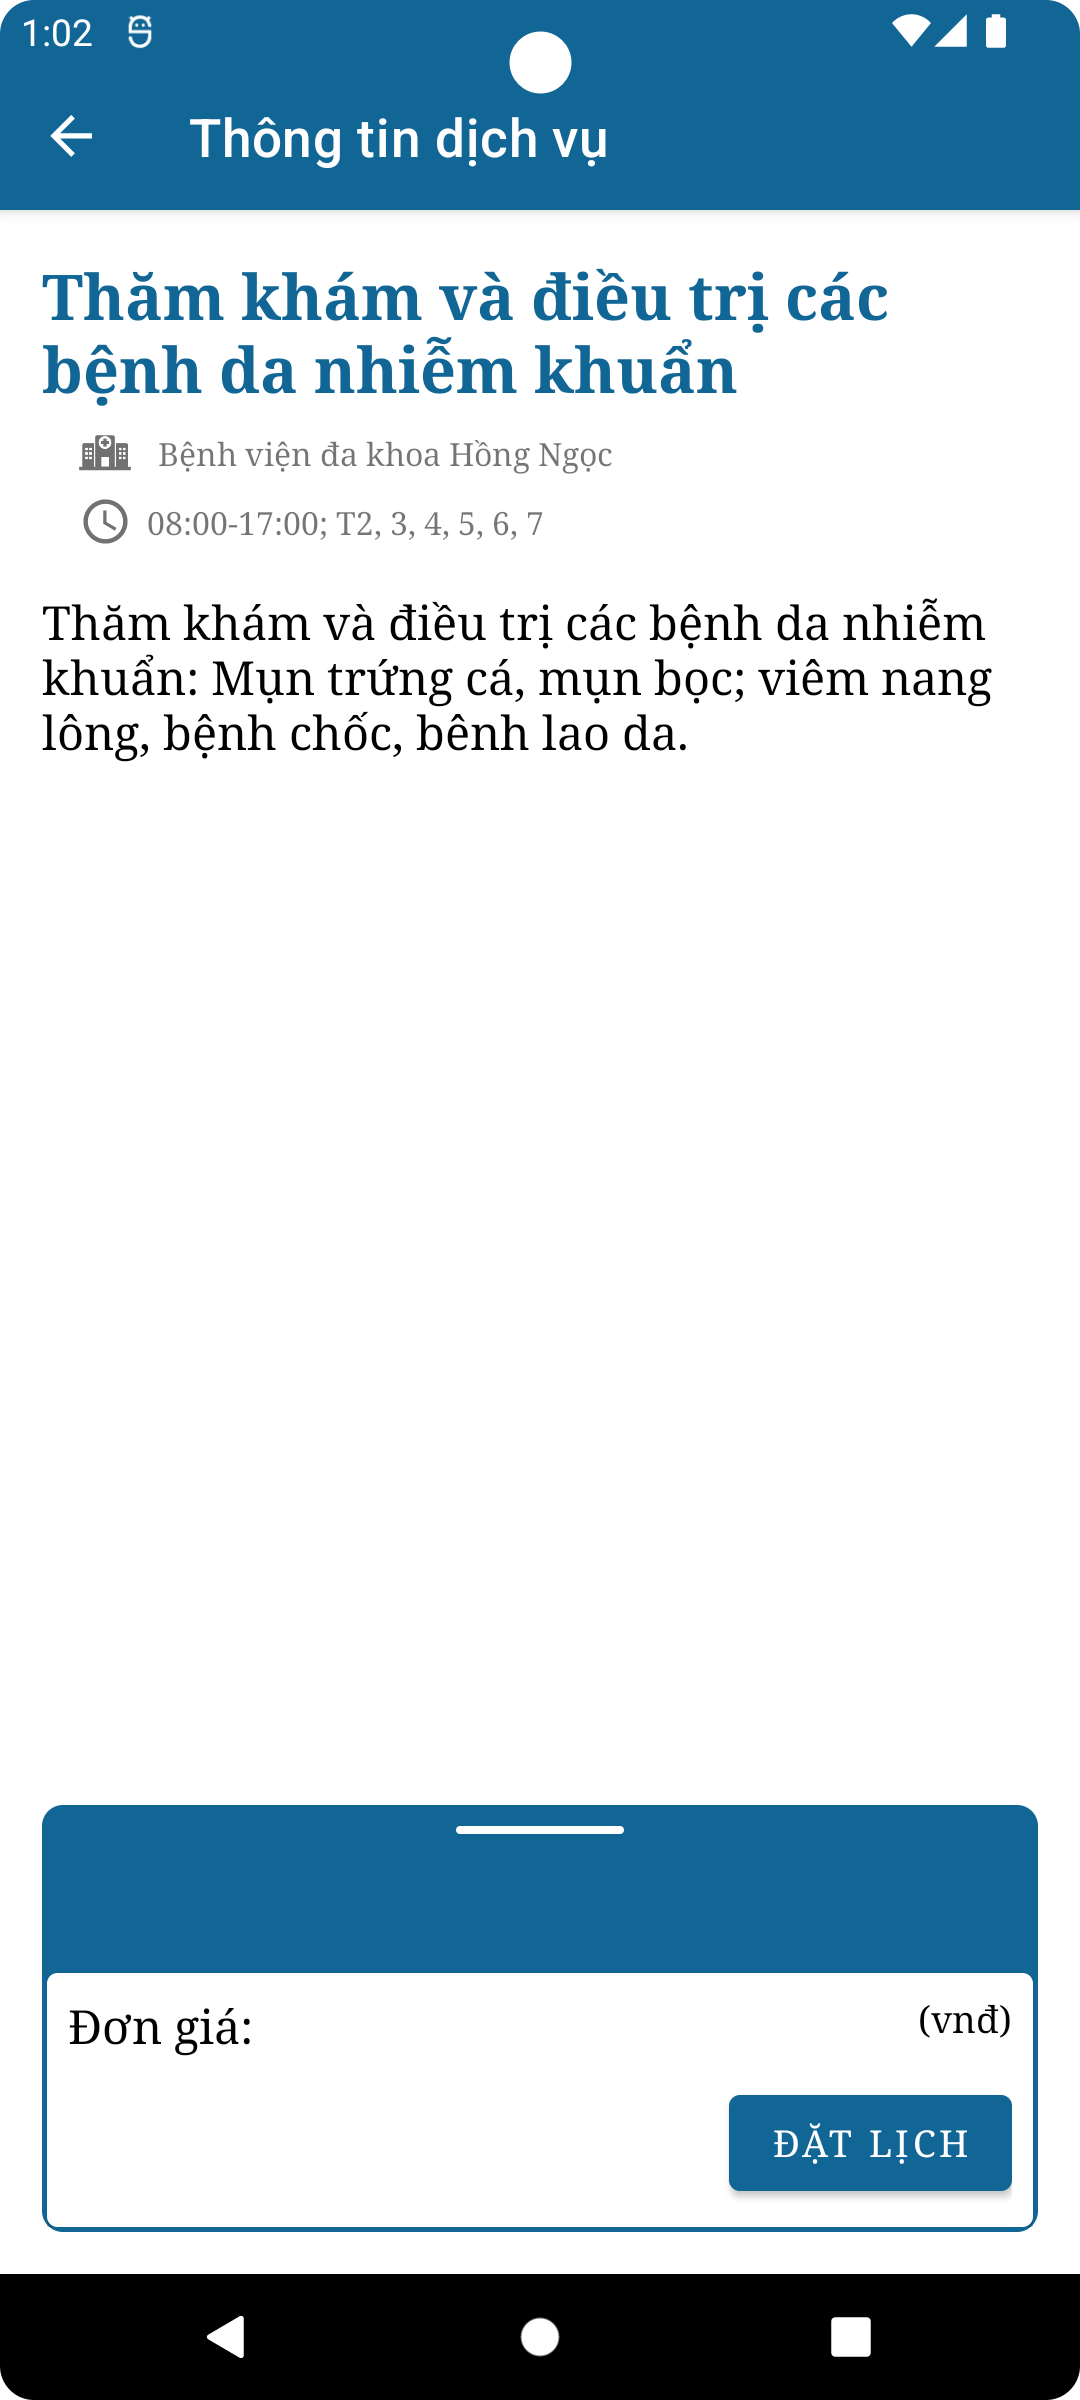 1:02
Thông tin dịch vụ
Thăm khám và điều trị các
bệnh da nhiễm khuẩn
Bệnh viện đa khoa Hồng Ngọc
08:00-17:00; T2, 3, 4, 5, 6, 7
Thăm khám và điều trị các bệnh da nhiễm
khuẩn: Mụn trứng cá, mụn bọc; viêm nang
lông, bệnh chốc, bênh lao da.
Đơn giá:
(vnđ)
ĐẶT LỊCH